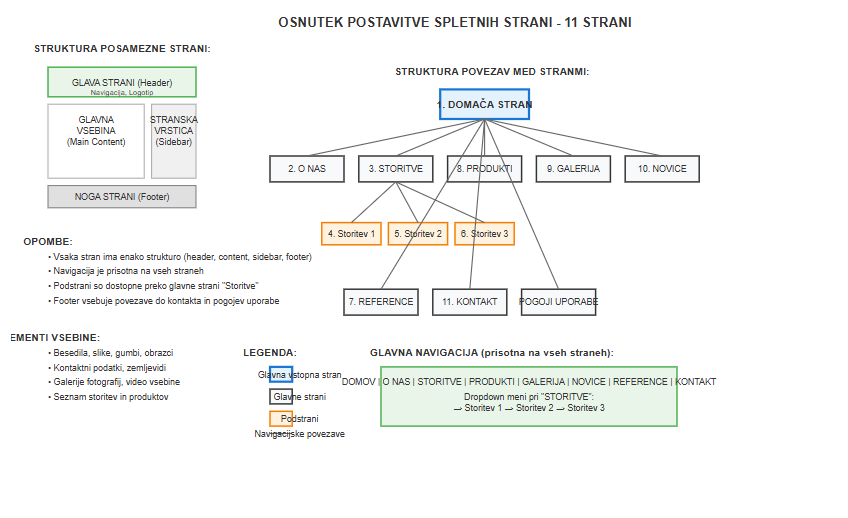 OSNUTEK POSTAVITVE SPLETNIH STRANI - 11 STRANI
STRUKTURA POSAMEZNE STRANI:
GLAVA STRANI (Header)
Navigacija, Logotip
GLAVNA
VSEBINA
(Main Content)
STRANSKA
VRSTICA
(Sidebar)
NOGA STRANI (Footer)
STRUKTURA POVEZAV MED STRANMI:
1. DOMAČA STRAN
2. O NAS
3. STORITVE
8. PRODUKTI
9. GALERIJA
10. NOVICE
4. Storitev 1
5. Storitev 2
6. Storitev 3
7. REFERENCE
11. KONTAKT
POGOJI UPORABE
OPOMBE:
• Vsaka stran ima enako strukturo (header, content, sidebar, footer)
• Navigacija je prisotna na vseh straneh
• Podstrani so dostopne preko glavne strani "Storitve"
• Footer vsebuje povezave do kontakta in pogojev uporabe
EMENTI VSEBINE:
• Besedila, slike, gumbi, obrazci
• Kontaktni podatki, zemljevidi
• Galerije fotografij, video vsebine
• Seznam storitev in produktov
LEGENDA:
Glavna vstopna stran
Glavne strani
Podstrani
Navigacijske povezave
GLAVNA NAVIGACIJA (prisotna na vseh straneh):
DOMOV | O NAS | STORITVE | PRODUKTI | GALERIJA | NOVICE | REFERENCE | KONTAKT
Dropdown meni pri "STORITVE":
→ Storitev 1 → Storitev 2 → Storitev 3